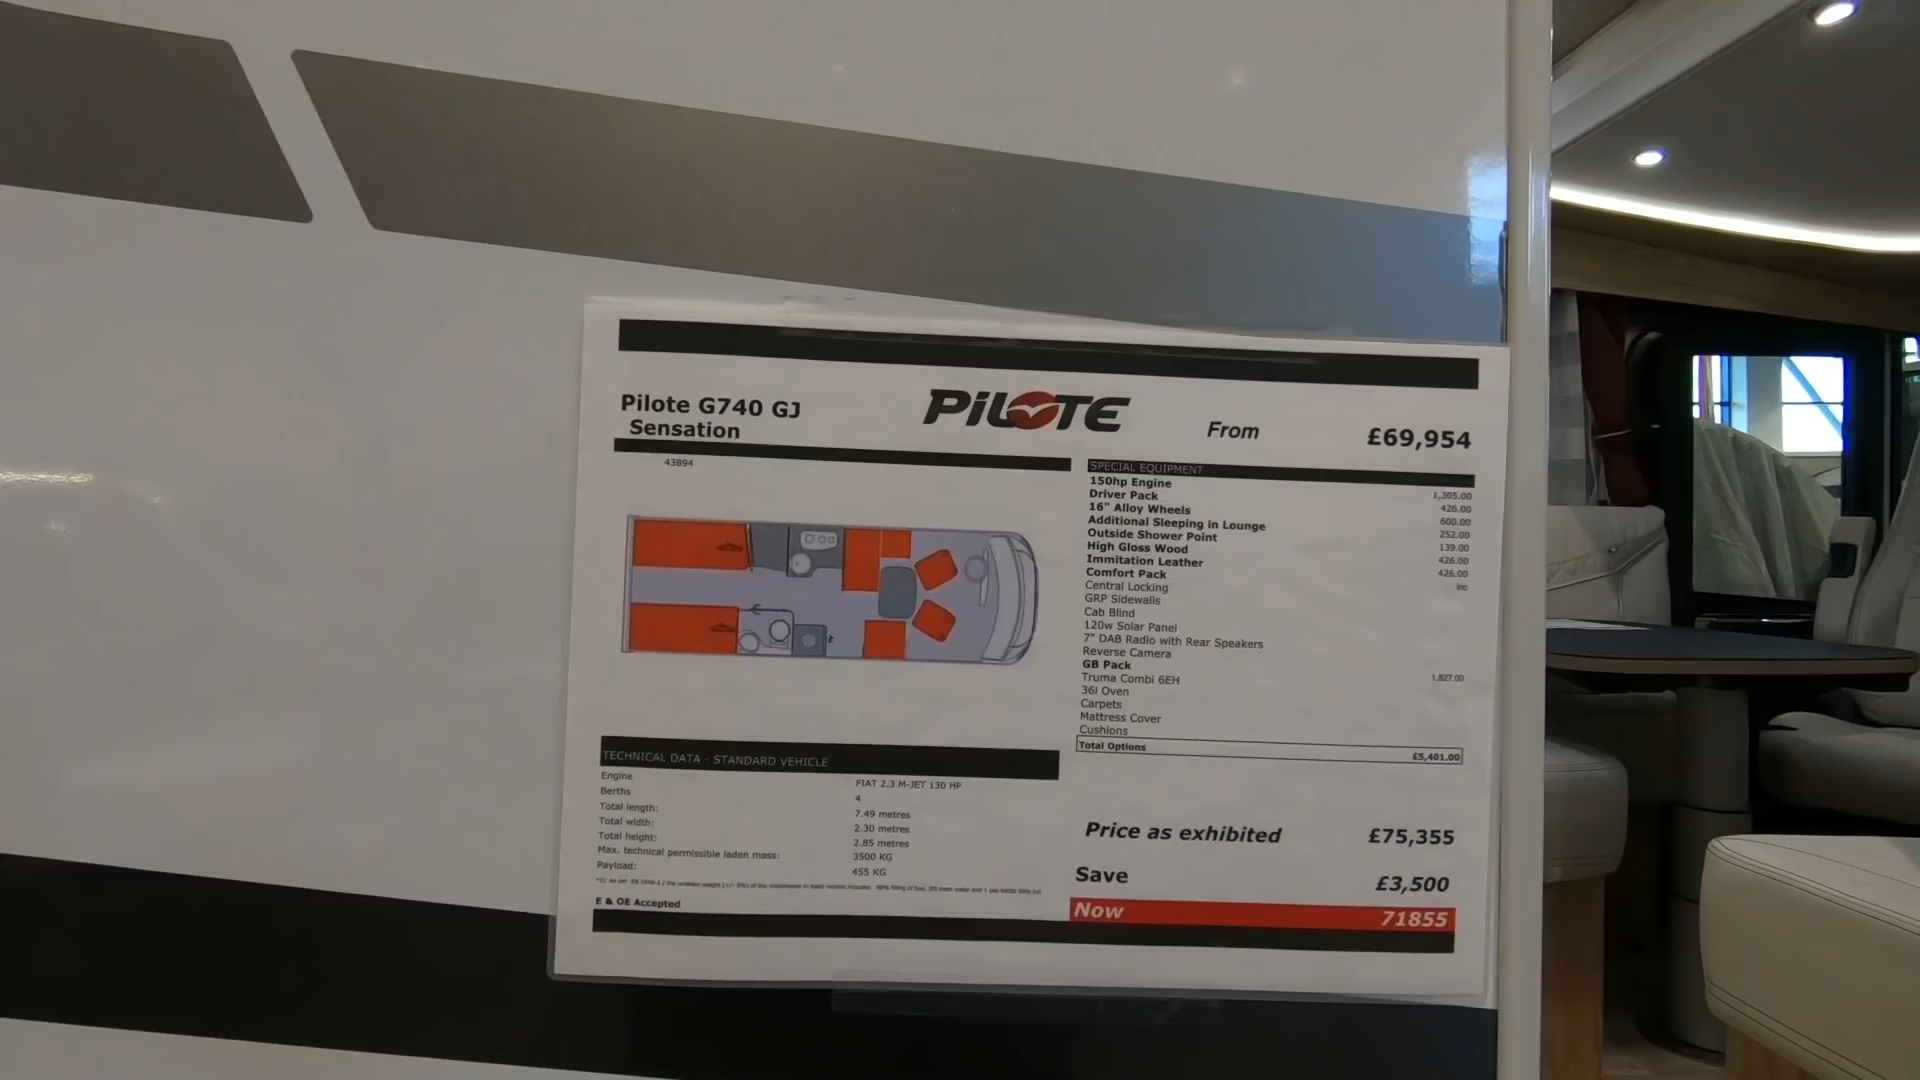 Pilote G740 GJ
Sensation
PiLOTE
From
£69,954
43894
SPECIAL EQUIPMENT
150hp Engine 1,305.00
Driver Pack 426.00
16" Alloy Wheels 600.00
Additional Sleeping in Lounge 252.00
Outside Shower Point 139.00
High Gloss Wood 426.00
Immitation Leather 426.00
Comfort Pack inc
Central Locking
GRP Sidewalls
Cab Blind
120w Solar Panel
7" DAB Radio with Rear Speakers
Reverse Camera
GB Pack 1,827.00
Truma Combi 6EH
36l Oven
Carpets
Mattress Cover
Cushions
Total Options £5,401.00
TECHNICAL DATA - STANDARD VEHICLE
Engine FIAT 2.3 M-JET 130 HP
Berths 4
Total length: 7.49 metres
Total width: 2.30 metres
Total height: 2.85 metres
Max. technical permissible laden mass: 3500 KG
Payload: 455 KG
E & OE Accepted
Price as exhibited £75,355
Save £3,500
Now 71855